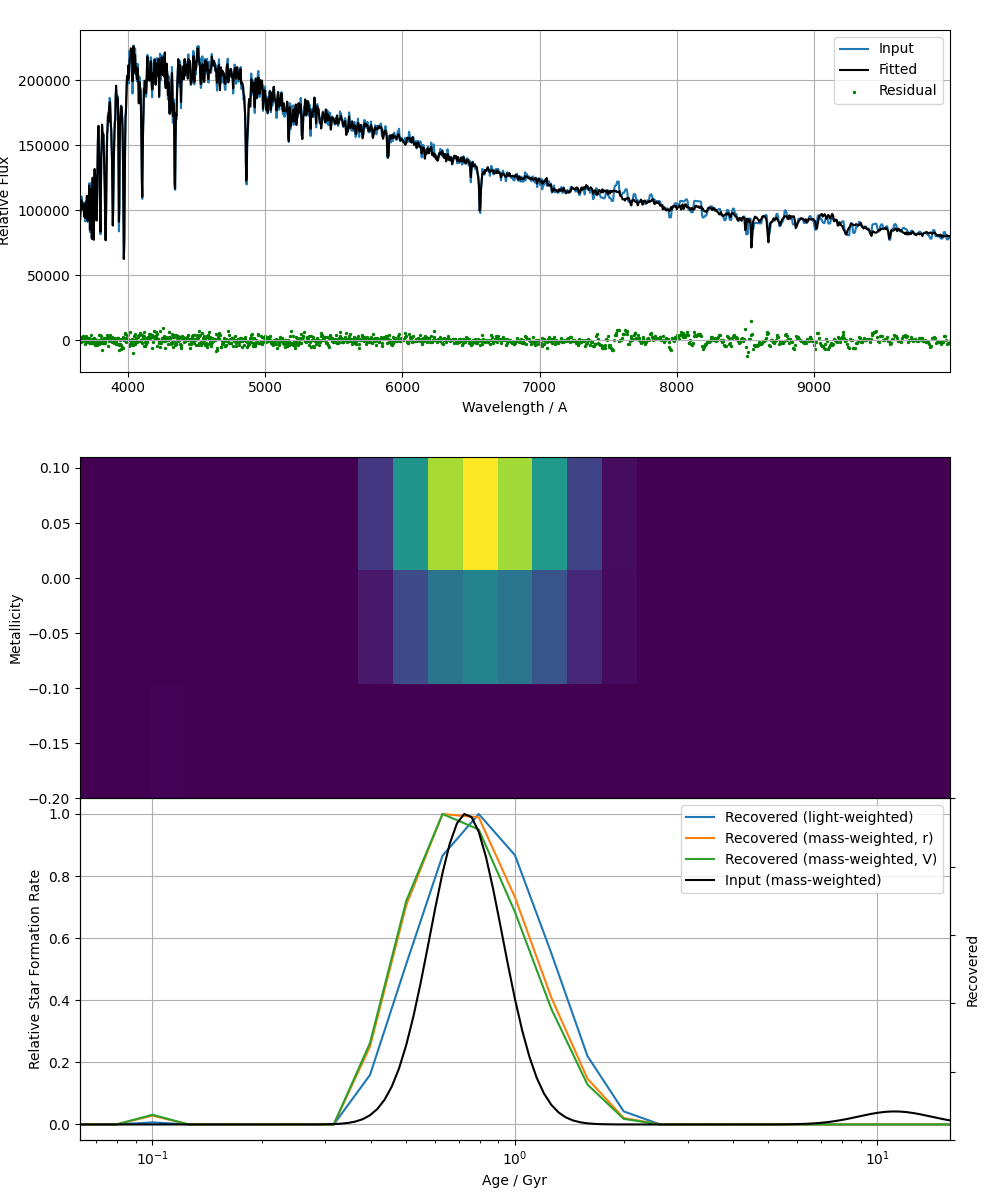 Relative Flux
200000
150000
100000
50000
0
Input
Fitted
Residual
4000 5000 6000 7000 8000 9000
Wavelength / A
Metallicity
0.10
0.05
0.00
−0.05
−0.10
−0.15
−0.20
Relative Star Formation Rate
1.0
0.8
0.6
0.4
0.2
0.0
Recovered (light-weighted)
Recovered (mass-weighted, r)
Recovered (mass-weighted, V)
Input (mass-weighted)
Recovered
10⁻¹ 10⁰ 10¹
Age / Gyr